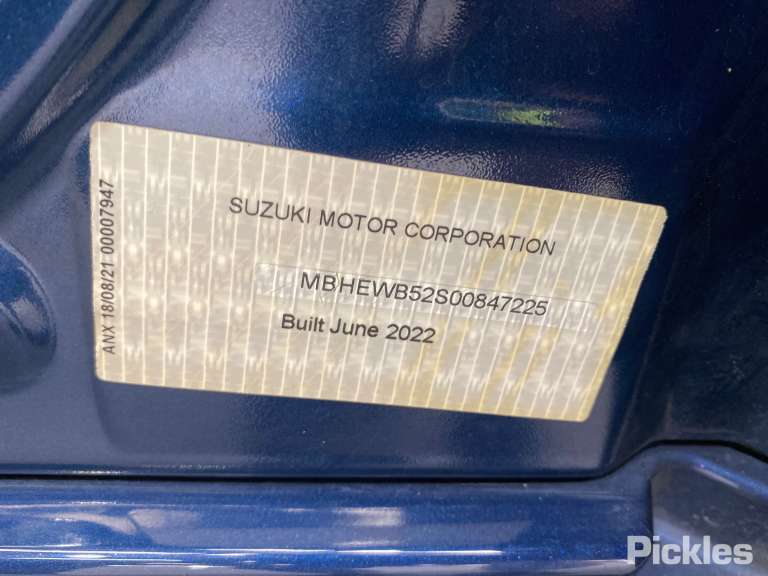 ANX 18/08/21 00007947
SUZUKI MOTOR CORPORATION
MBHEWB52S00847225
Built June 2022
Pickles